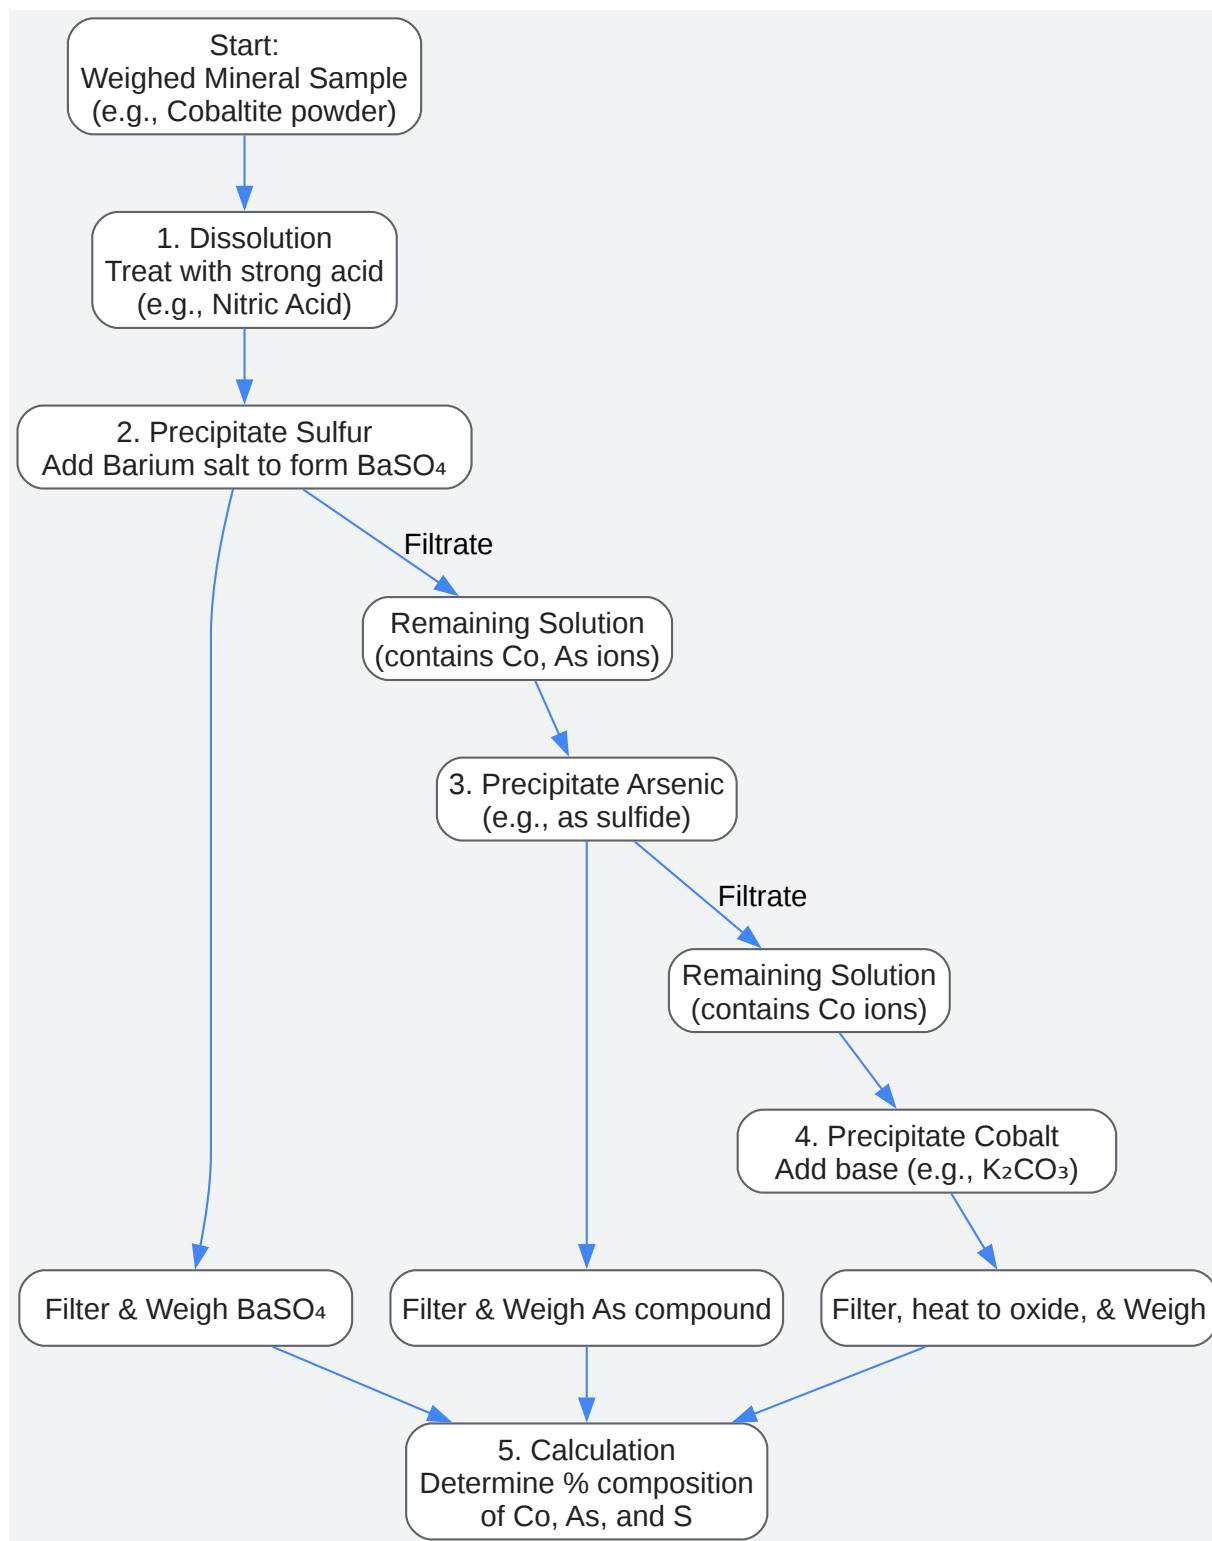 Start:
Weighed Mineral Sample
(e.g., Cobaltite powder)
1. Dissolution
Treat with strong acid
(e.g., Nitric Acid)
2. Precipitate Sulfur
Add Barium salt to form BaSO₄
Filtrate
Remaining Solution
(contains Co, As ions)
3. Precipitate Arsenic
(e.g., as sulfide)
Filtrate
Remaining Solution
(contains Co ions)
4. Precipitate Cobalt
Add base (e.g., K₂CO₃)
Filter & Weigh BaSO₄
Filter & Weigh As compound
Filter, heat to oxide, & Weigh
5. Calculation
Determine % composition
of Co, As, and S